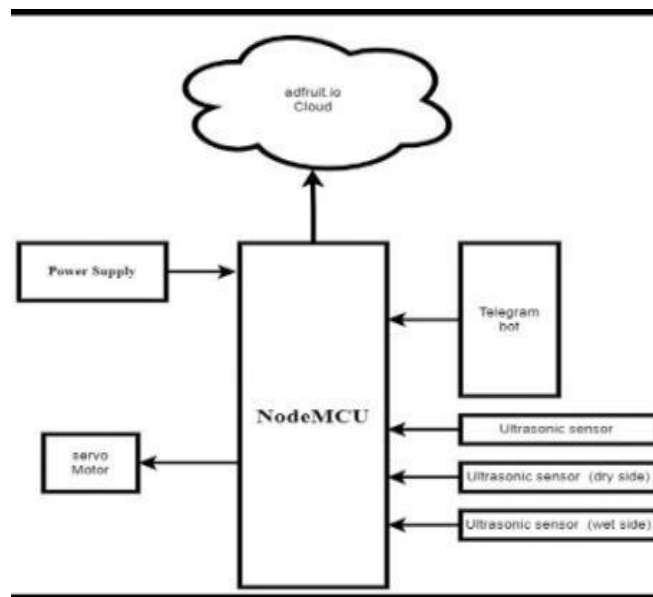 adfruit.io
Cloud
Power Supply
Telegram
bot
NodeMCU
servo
Motor
Ultrasonic sensor
Ultrasonic sensor (dry side)
Ultrasonic sensor (wet side)